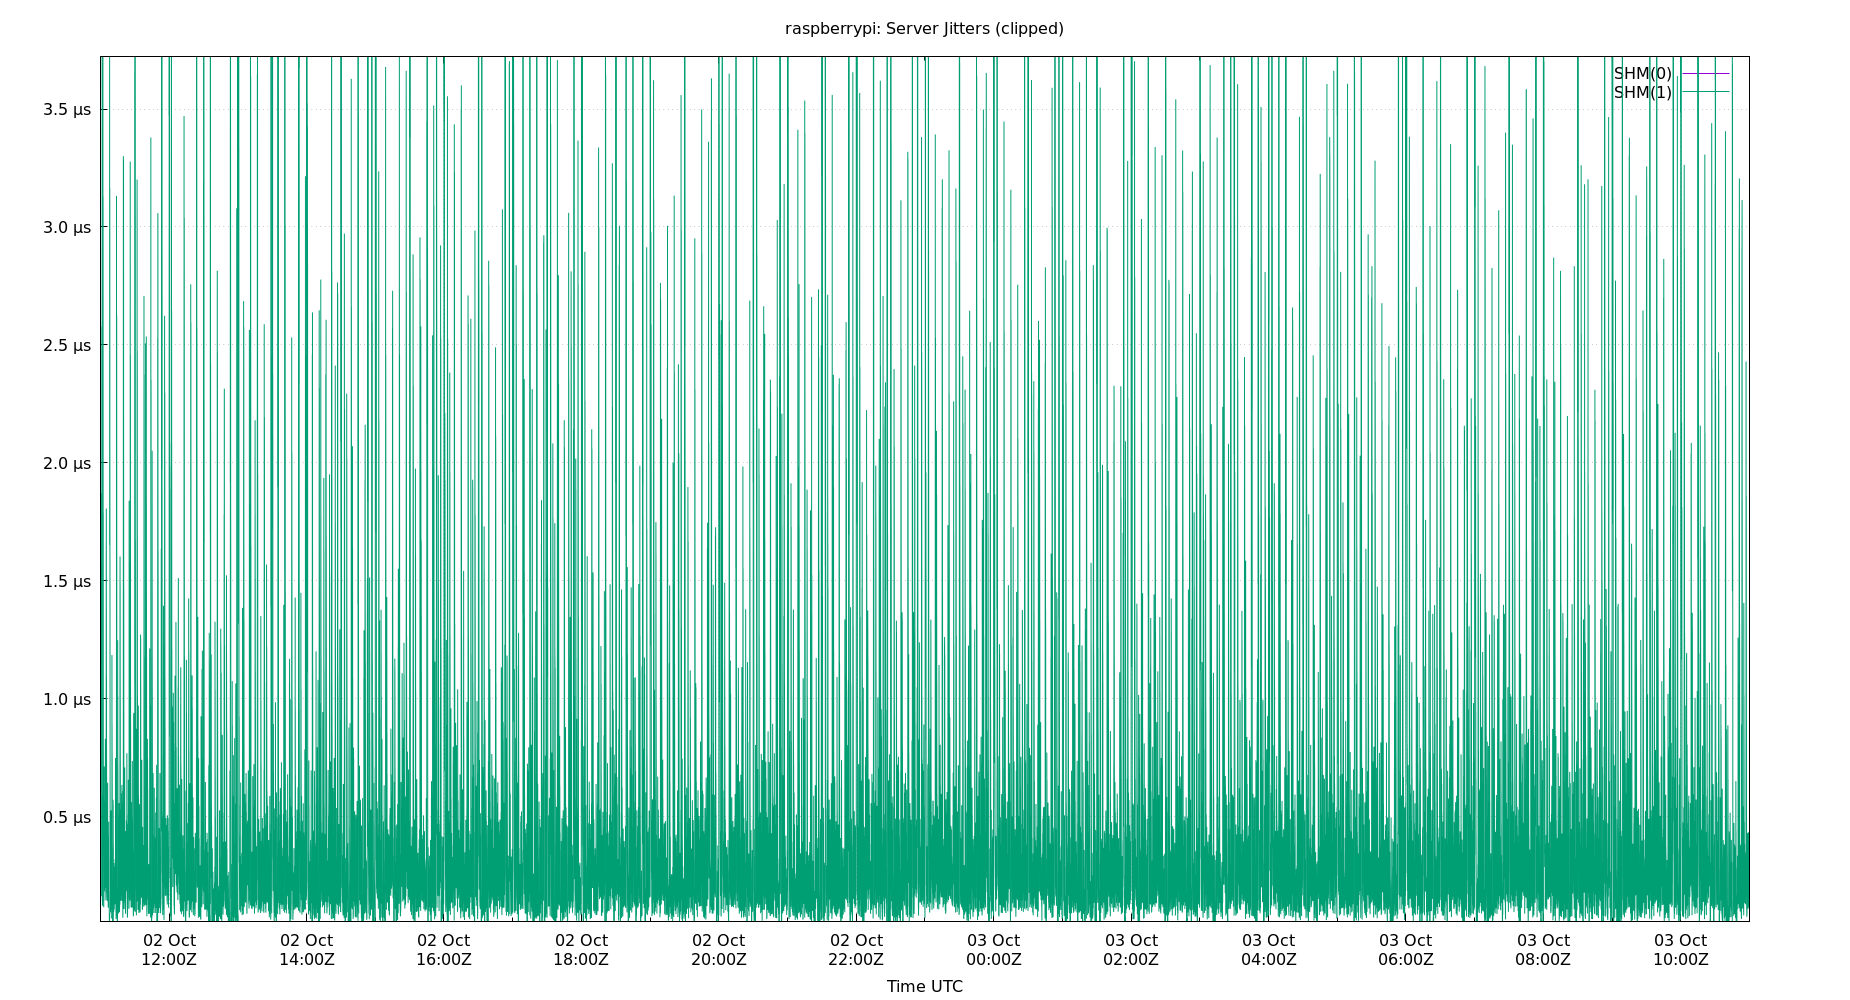 raspberrypi: Server Jitters (clipped)
SHM(0)
SHM(1)
3.5 µs
3.0 µs
2.5 µs
2.0 µs
1.5 µs
1.0 µs
0.5 µs
02 Oct 02 Oct 02 Oct 02 Oct 02 Oct 02 Oct 03 Oct 03 Oct 03 Oct 03 Oct 03 Oct 03 Oct
12:00Z 14:00Z 16:00Z 18:00Z 20:00Z 22:00Z 00:00Z 02:00Z 04:00Z 06:00Z 08:00Z 10:00Z
Time UTC